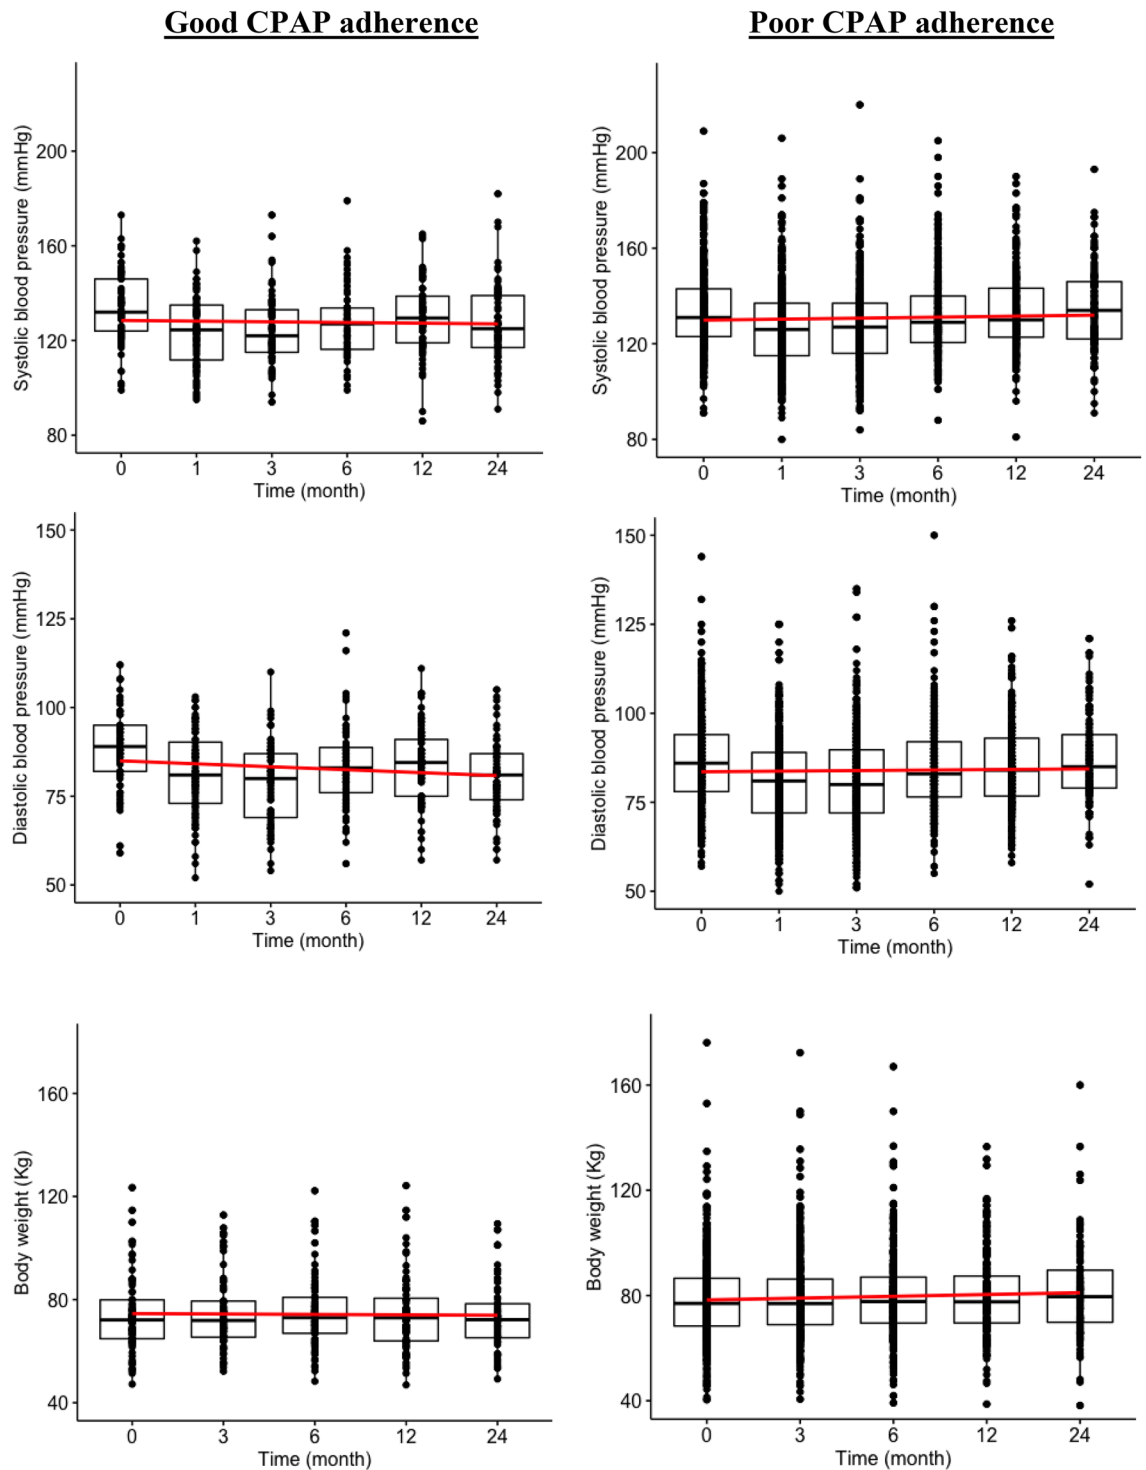 Good CPAP adherence
Poor CPAP adherence
Systolic blood pressure (mmHg)
200
160
120
80
0 1 3 6 12 24
Time (month)
Systolic blood pressure (mmHg)
200
160
120
80
0 1 3 6 12 24
Time (month)
Diastolic blood pressure (mmHg)
150
125
100
75
50
0 1 3 6 12 24
Time (month)
Diastolic blood pressure (mmHg)
150
125
100
75
50
0 1 3 6 12 24
Time (month)
Body weight (Kg)
160
120
80
40
0 3 6 12 24
Time (month)
Body weight (Kg)
160
120
80
40
0 3 6 12 24
Time (month)